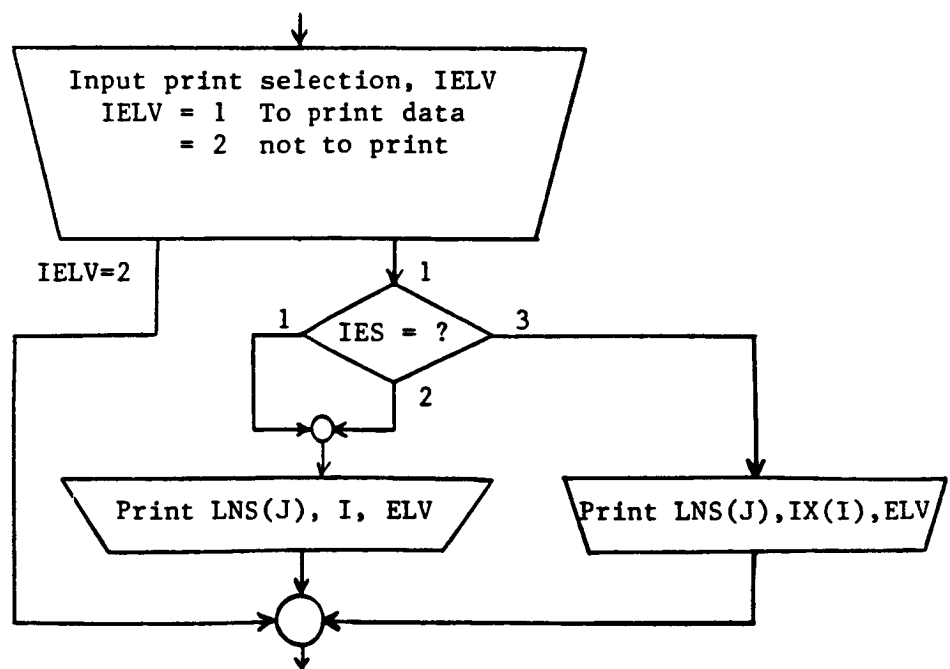 Input print selection, IELV
IELV = 1 To print data
= 2 not to print
IELV=2
1
1
IES = ?
3
2
Print LNS(J), I, ELV
Print LNS(J),IX(I),ELV